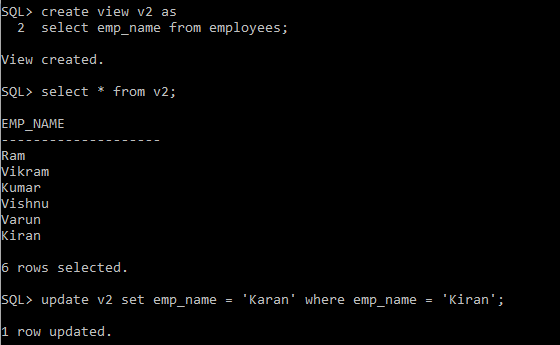 SQL> create view v2 as
  2  select emp_name from employees;
View created.
SQL> select * from v2;
EMP_NAME
--------------------
Ram
Vikram
Kumar
Vishnu
Varun
Kiran
6 rows selected.
SQL> update v2 set emp_name = 'Karan' where emp_name = 'Kiran';
1 row updated.